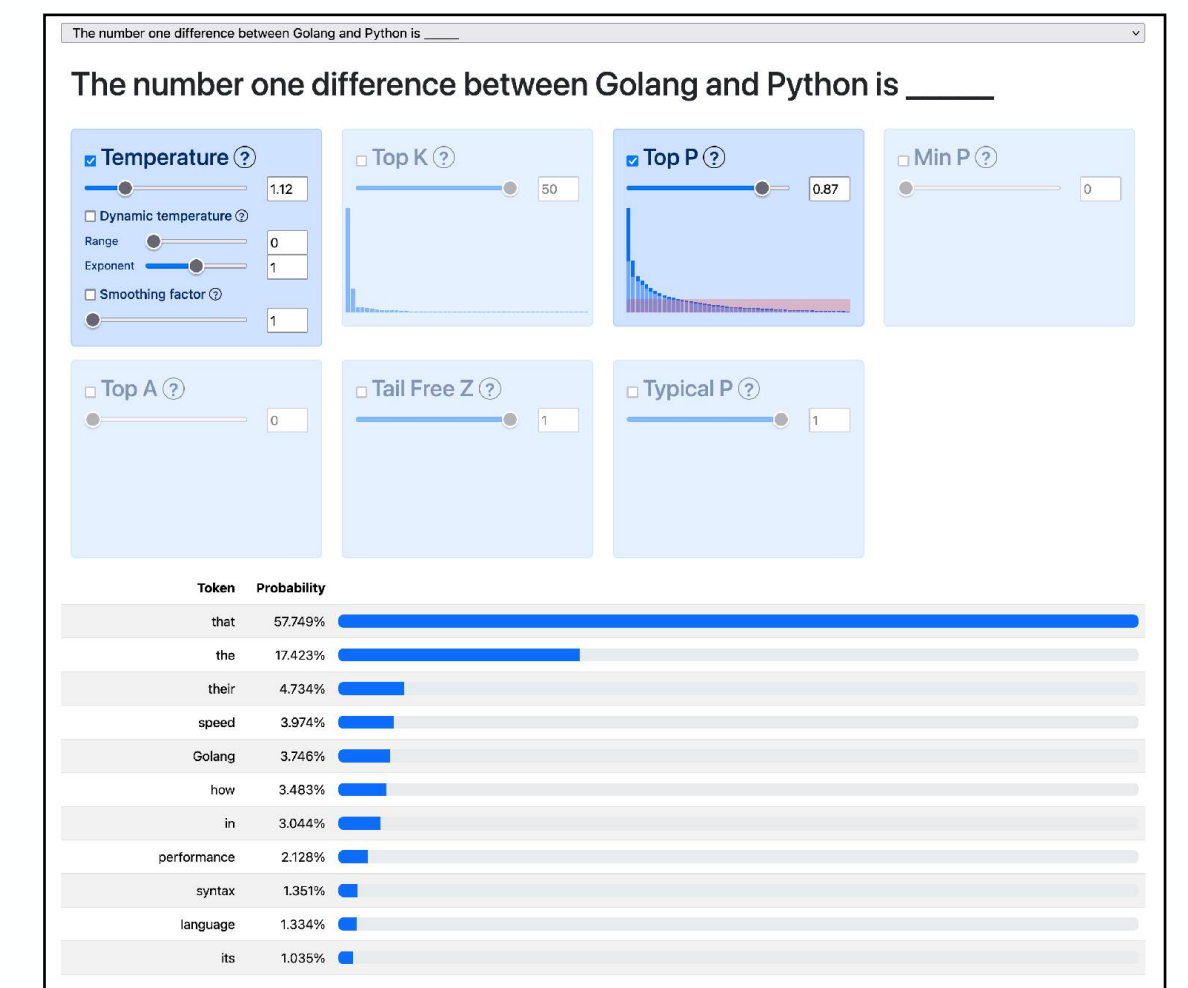 The number one difference between Golang and Python is _____
The number one difference between Golang and Python is _____
Temperature ?
1.12
Dynamic temperature ?
Range 0
Exponent 1
Smoothing factor ?
1
Top K ?
50
Top P ?
0.87
Min P ?
0
Top A ?
0
Tail Free Z ?
1
Typical P ?
1
Token Probability
that 57.749%
the 17.423%
their 4.734%
speed 3.974%
Golang 3.746%
how 3.483%
in 3.044%
performance 2.128%
syntax 1.351%
language 1.334%
its 1.035%